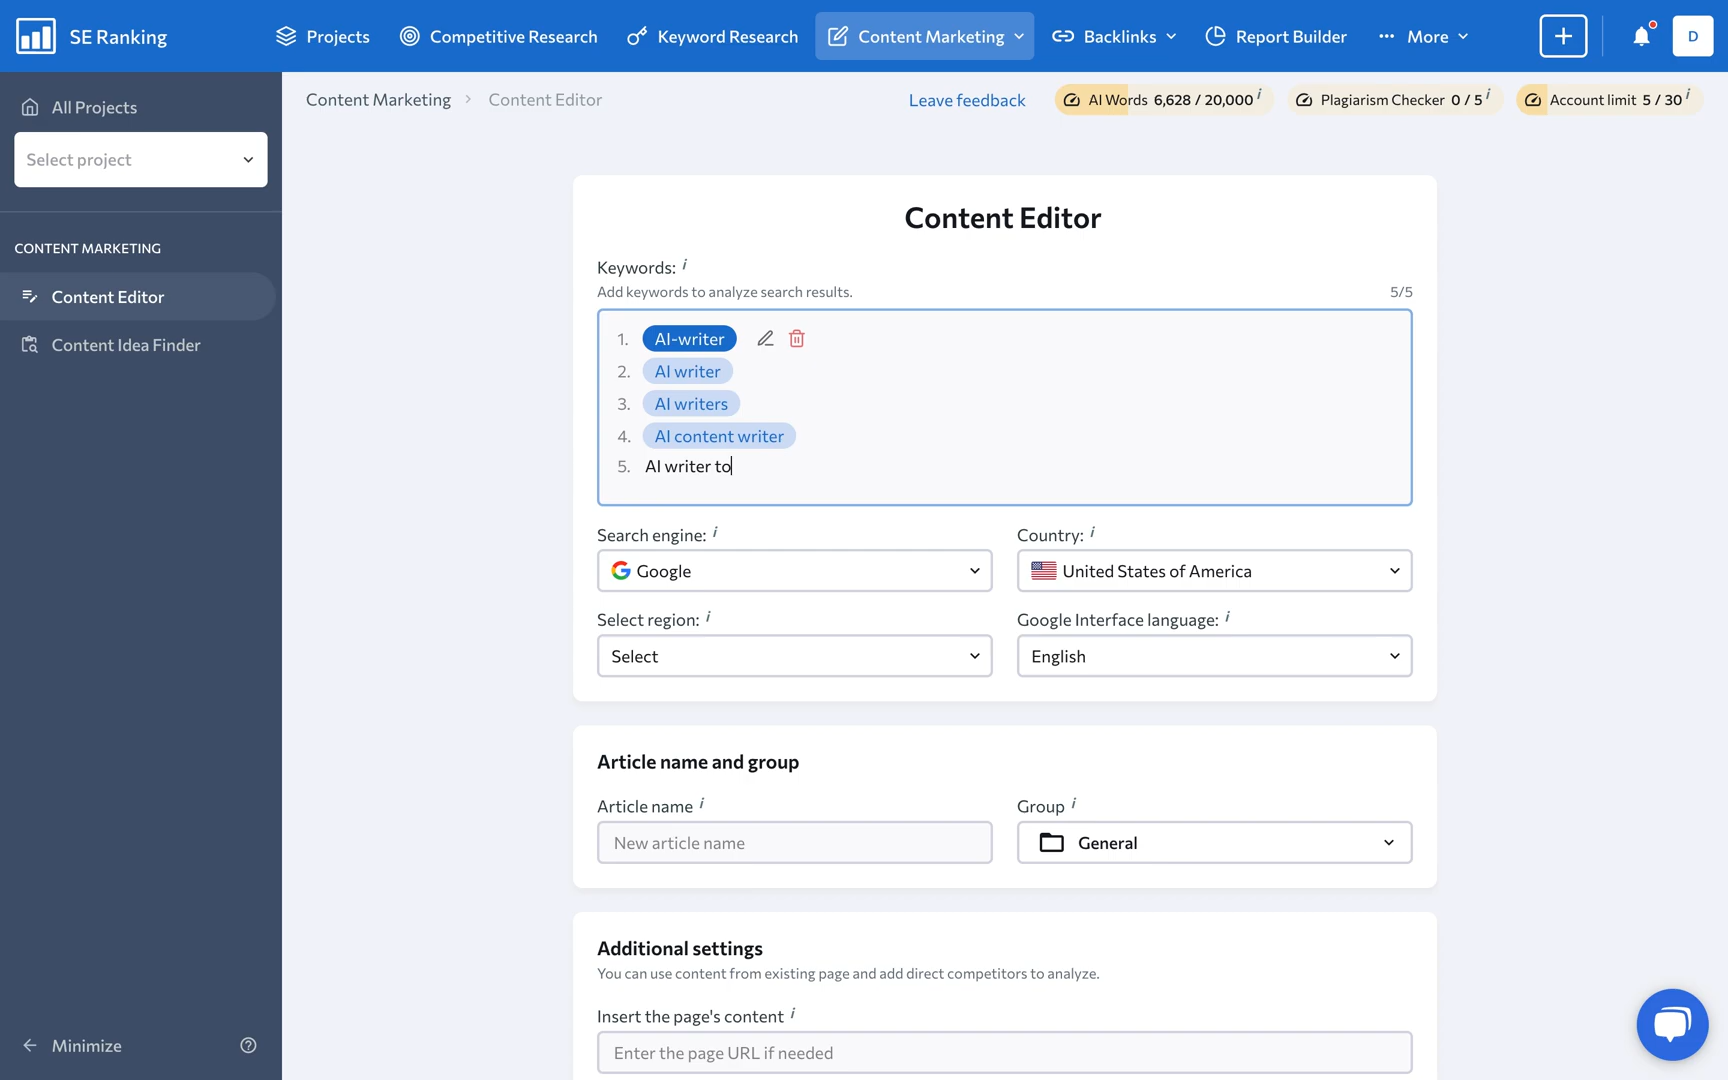 SE Ranking
Projects
Competitive Research
Keyword Research
Content Marketing
Backlinks
Report Builder
More
D
All Projects
Select project
CONTENT MARKETING
Content Editor
Content Idea Finder
Minimize
Content Marketing
Content Editor
Leave feedback
AI Words 6,628 / 20,000 i
Plagiarism Checker 0 / 5 i
Account limit 5 / 30 i
Content Editor
Keywords: i
Add keywords to analyze search results.
5/5
1. AI-writer
2. AI writer
3. AI writers
4. AI content writer
5. AI writer to
Search engine: i
Google
Country: i
United States of America
Select region: i
Select
Google Interface language: i
English
Article name and group
Article name i
New article name
Group i
General
Additional settings
You can use content from existing page and add direct competitors to analyze.
Insert the page's content i
Enter the page URL if needed